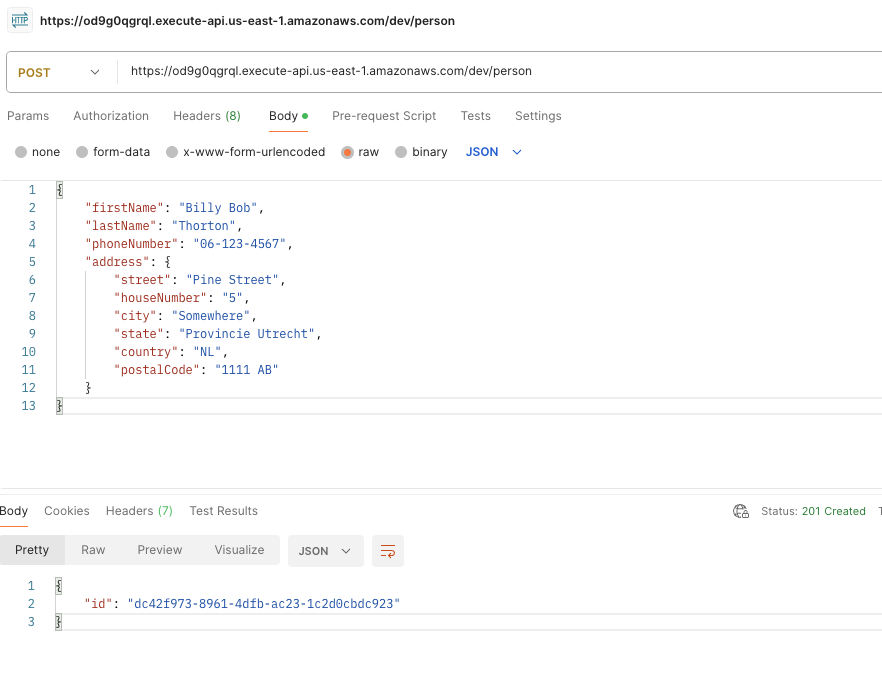 HTTP https://od9g0qgrql.execute-api.us-east-1.amazonaws.com/dev/person
POST https://od9g0qgrql.execute-api.us-east-1.amazonaws.com/dev/person
Params Authorization Headers (8) Body Pre-request Script Tests Settings
none form-data x-www-form-urlencoded raw binary JSON
1 {
2 "firstName": "Billy Bob",
3 "lastName": "Thorton",
4 "phoneNumber": "06-123-4567",
5 "address": {
6 "street": "Pine Street",
7 "houseNumber": "5",
8 "city": "Somewhere",
9 "state": "Provincie Utrecht",
10 "country": "NL",
11 "postalCode": "1111 AB"
12 }
13 }
Body Cookies Headers (7) Test Results Status: 201 Created
Pretty Raw Preview Visualize JSON
1 {
2 "id": "dc42f973-8961-4dfb-ac23-1c2d0cbdc923"
3 }